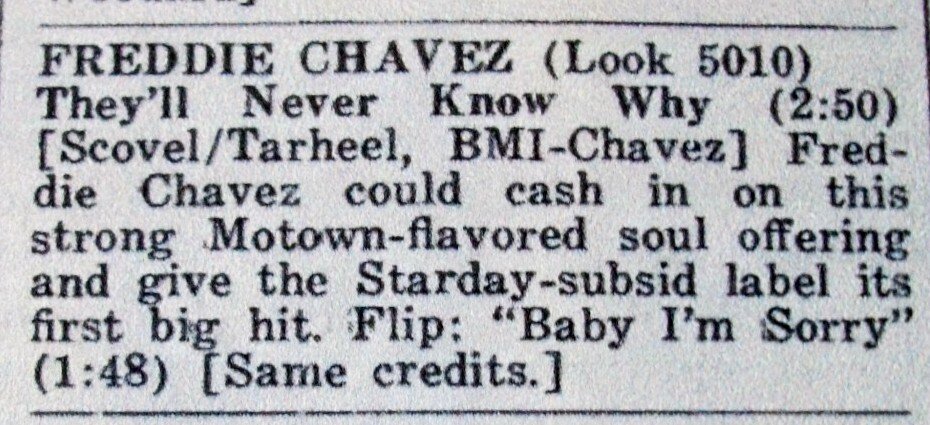 FREDDIE CHAVEZ (Look 5010)
They'll Never Know Why (2:50)
[Scovel/Tarheel, BMI-Chavez] Fred-
die Chavez could cash in on this
strong Motown-flavored soul offering
and give the Starday-subsid label its
first big hit. Flip: "Baby I'm Sorry"
(1:48) [Same credits.]